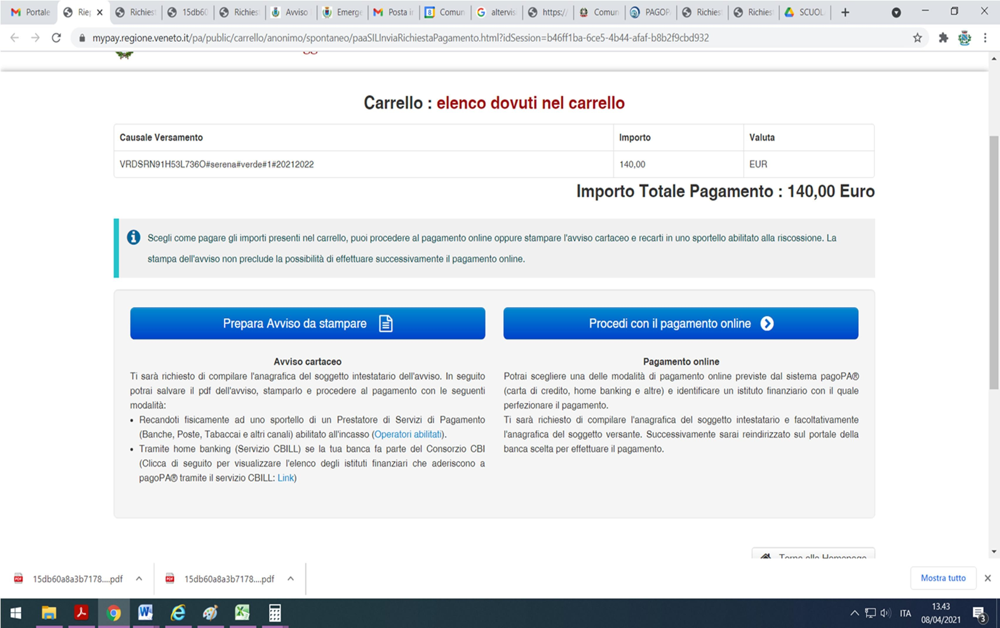 Portale
Rie
Richiest
15db60
Richies
Avviso
Emerge
Posta in
8
Comun
altervis
https://
Comun
PAGOPA
Richiest
Richiest
SCUOL
mypay.regione.veneto.it/pa/public/carrello/anonimo/spontaneo/paaSILInviaRichiestaPagamento.html?idSession=b46ff1ba-6ce5-4b44-afaf-b8b2f9cbd932
Carrello : elenco dovuti nel carrello
Causale Versamento Importo Valuta
VRDSRN91H53L736O#serena#verde#1#20212022 140,00 EUR
Importo Totale Pagamento : 140,00 Euro
Scegli come pagare gli importi presenti nel carrello, puoi procedere al pagamento online oppure stampare l'avviso cartaceo e recarti in uno sportello abilitato alla riscossione. La
stampa dell'avviso non preclude la possibilità di effettuare successivamente il pagamento online.
Prepara Avviso da stampare
Avviso cartaceo
Ti sarà richiesto di compilare l'anagrafica del soggetto intestatario dell'avviso. In seguito
potrai salvare il pdf dell'avviso, stamparlo e procedere al pagamento con le seguenti
modalità:
• Recandoti fisicamente ad uno sportello di un Prestatore di Servizi di Pagamento
(Banche, Poste, Tabaccai e altri canali) abilitato all'incasso (Operatori abilitati).
• Tramite home banking (Servizio CBILL) se la tua banca fa parte del Consorzio CBI
(Clicca di seguito per visualizzare l'elenco degli istituti finanziari che aderiscono a
pagoPA® tramite il servizio CBILL: Link)
Procedi con il pagamento online
Pagamento online
Potrai scegliere una delle modalità di pagamento online previste dal sistema pagoPA®
(carta di credito, home banking e altre) e identificare un istituto finanziario con il quale
perfezionare il pagamento.
Ti sarà richiesto di compilare l'anagrafica del soggetto intestatario e facoltativamente
l'anagrafica del soggetto versante. Successivamente sarai reindirizzato sul portale della
banca scelta per effettuare il pagamento.
Torna alla Homepage
15db60a8a3b7178....pdf
15db60a8a3b7178....pdf
Mostra tutto
ITA
13.43
08/04/2021
3